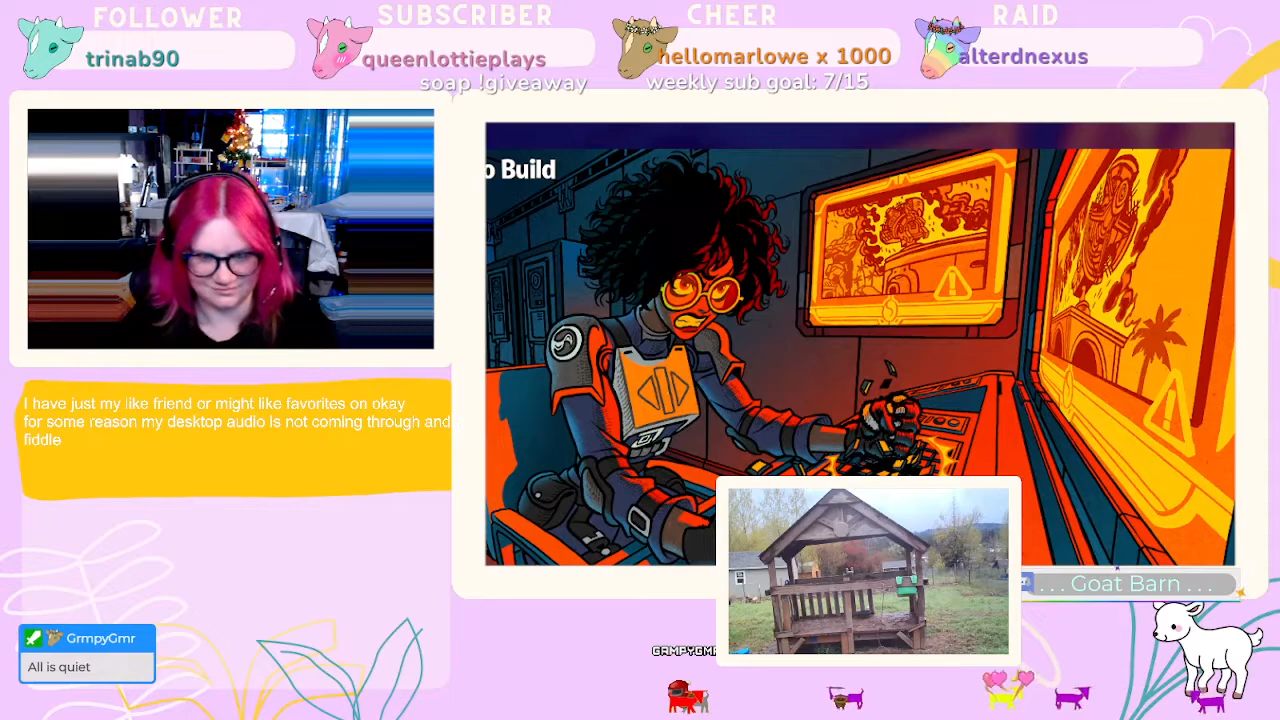 FOLLOWER
trinab90
SUBSCRIBER
queenlottieplays
CHEER
hellomarlowe x 1000
RAID
alterdnexus
soap !giveaway
weekly sub goal: 7/15
o Build
I have just my like friend or might like favorites on okay
for some reason my desktop audio is not coming through and
fiddle
. . . Goat Barn . . .
GrmpyGmr
All is quiet
GRMPYGM